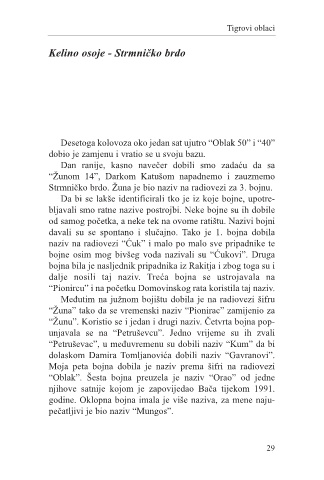 Tigrovi oblaci
Kelino osoje - Strmničko brdo
Desetoga kolovoza oko jedan sat ujutro “Oblak 50” i “40”
dobio je zamjenu i vratio se u svoju bazu.
Dan ranije, kasno navečer dobili smo zadaću da sa
“Žunom 14”, Darkom Katušom napadnemo i zauzmemo
Strmničko brdo. Žuna je bio naziv na radiovezi za 3. bojnu.
Da bi se lakše identificirali tko je iz koje bojne, upotre-
bljavali smo ratne nazive postrojbi. Neke bojne su ih dobile
od samog početka, a neke tek na ovome ratištu. Nazivi bojni
davali su se spontano i slučajno. Tako je 1. bojna dobila
naziv na radiovezi “Ćuk” i malo po malo sve pripadnike te
bojne osim mog bivšeg voda nazivali su “Ćukovi”. Druga
bojna bila je nasljednik pripadnika iz Rakitja i zbog toga su i
dalje nosili taj naziv. Treća bojna se ustrojavala na
“Pionircu” i na početku Domovinskog rata koristila taj naziv.
Međutim na južnom bojištu dobila je na radiovezi šifru
“Žuna” tako da se vremenski naziv “Pionirac” zamijenio za
“Žunu”. Koristio se i jedan i drugi naziv. Četvrta bojna pop-
unjavala se na “Petruševcu”. Jedno vrijeme su ih zvali
“Petruševac”, u međuvremenu su dobili naziv “Kum” da bi
dolaskom Damira Tomljanovića dobili naziv “Gavranovi”.
Moja peta bojna dobila je naziv prema šifri na radiovezi
“Oblak”. Šesta bojna preuzela je naziv “Orao” od jedne
njihove satnije kojom je zapovijedao Bača tijekom 1991.
godine. Oklopna bojna imala je više naziva, za mene naju-
pečatljivi je bio naziv “Mungos”.
29